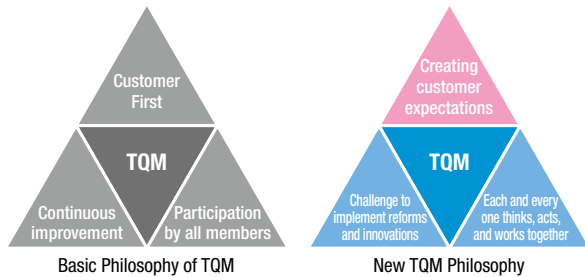 Customer
First
TQM
Continuous
improvement
Participation
by all members
Basic Philosophy of TQM
Creating
customer
expectations
TQM
Challenge to
implement reforms
and innovations
Each and every
one thinks, acts,
and works together
New TQM Philosophy